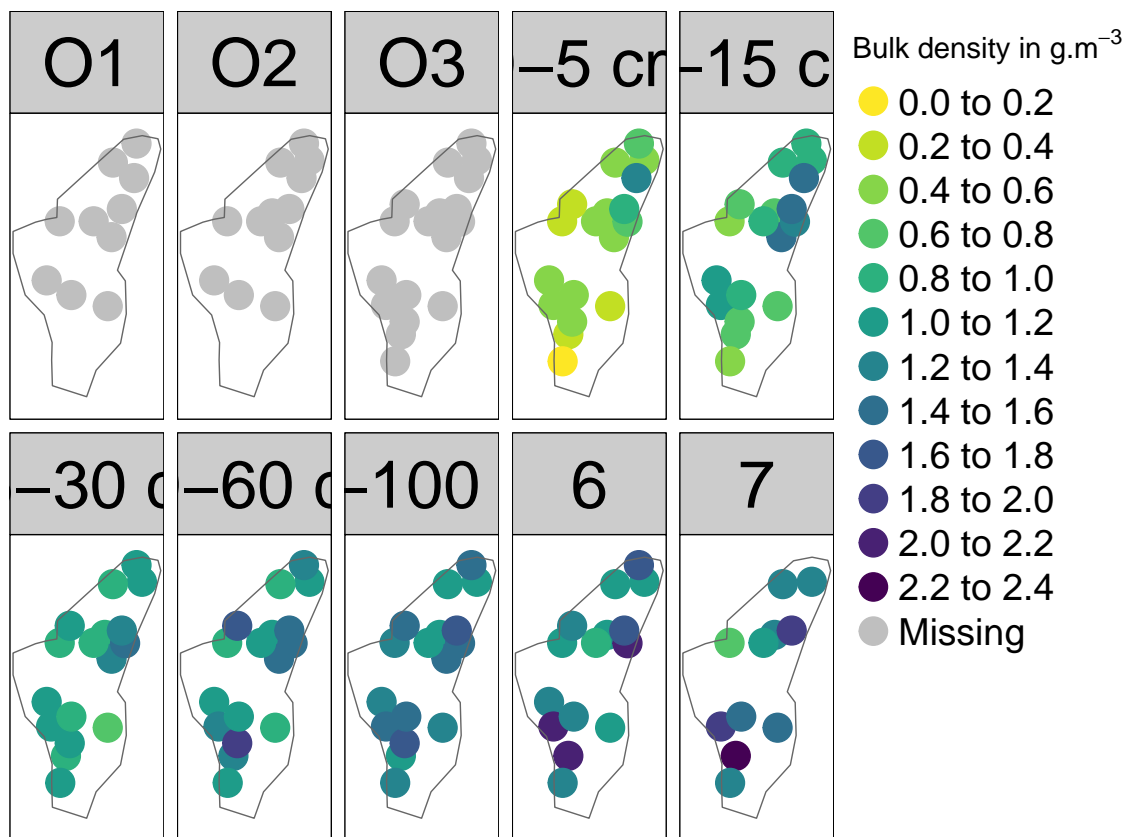 O1
O2
O3
–5 cm
–15 c
Bulk density in g.m−3
0.0 to 0.2
0.2 to 0.4
0.4 to 0.6
0.6 to 0.8
0.8 to 1.0
1.0 to 1.2
1.2 to 1.4
1.4 to 1.6
1.6 to 1.8
1.8 to 2.0
2.0 to 2.2
2.2 to 2.4
Missing
–30 c
–60 c
–100
6
7